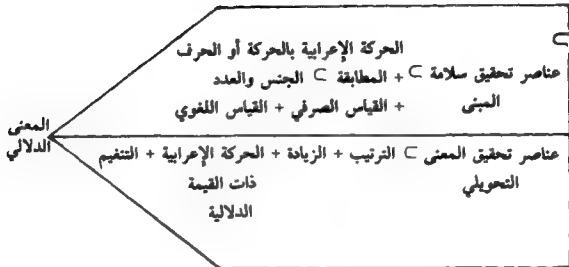 الحركة الإعرابية بالحركة أو الحرف
عناصر تحقيق سلامة ⊃ + المطابقة ⊃ الجنس والعدد
المبنى + القياس الصرفي + القياس اللغوي
المعنى
الدلالي
عناصر تحقيق المعنى ⊃ الترتيب + الزيادة + الحركة الإعرابية + التنغيم
التحويلي ذات القيمة
الدلالية